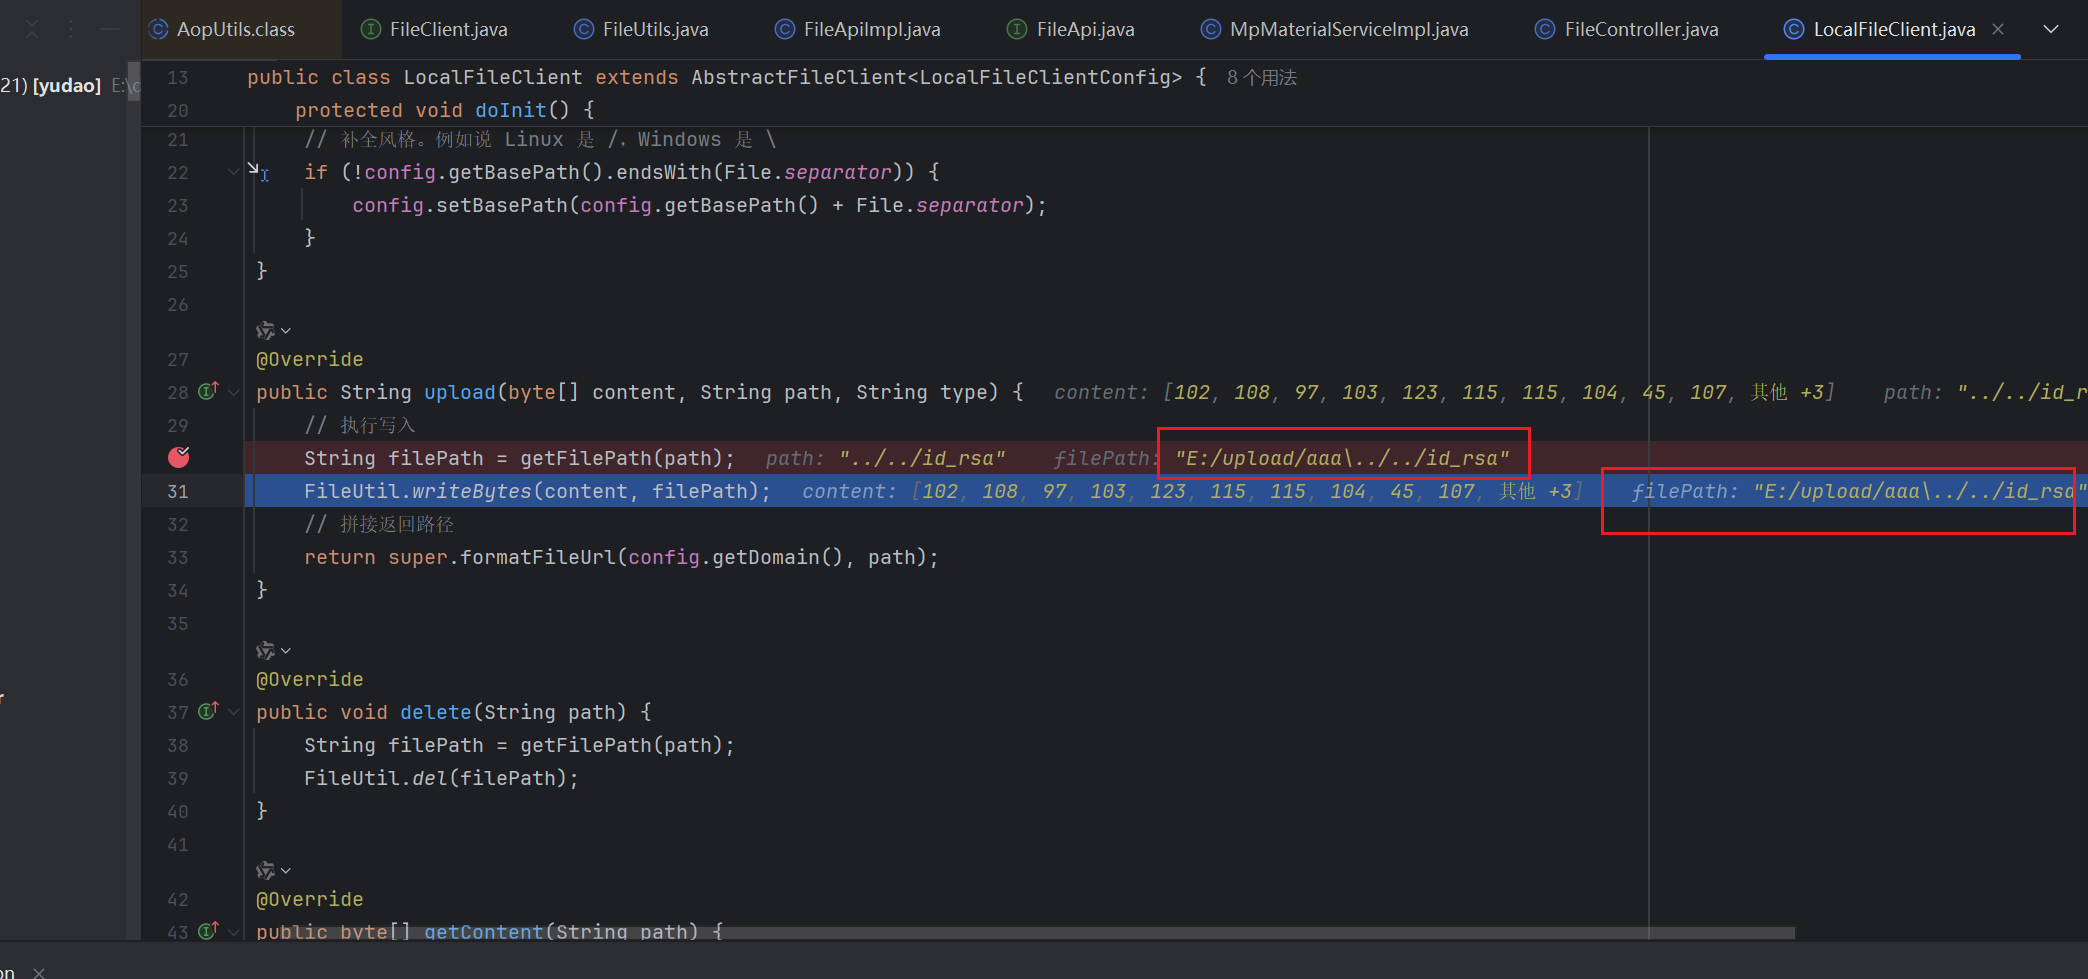 AopUtils.class FileClient.java FileUtils.java FileApiImpl.java FileApi.java MpMaterialServiceImpl.java FileController.java LocalFileClient.java
21) [yudao] E:\
13 public class LocalFileClient extends AbstractFileClient<LocalFileClientConfig> { 8 个用法
20 protected void doInit() {
21 // 补全风格。例如说 Linux 是 /，Windows 是 \
22 if (!config.getBasePath().endsWith(File.separator)) {
23 config.setBasePath(config.getBasePath() + File.separator);
24 }
25 }
26
27 @Override
28 public String upload(byte[] content, String path, String type) { content: [102, 108, 97, 103, 123, 115, 115, 104, 45, 107, 其他 +3] path: "../../id_r
29 // 执行写入
String filePath = getFilePath(path); path: "../../id_rsa" filePath: "E:/upload/aaa\../../id_rsa"
31 FileUtil.writeBytes(content, filePath); content: [102, 108, 97, 103, 123, 115, 115, 104, 45, 107, 其他 +3] filePath: "E:/upload/aaa\../../id_rsa"
32 // 拼接返回路径
33 return super.formatFileUrl(config.getDomain(), path);
34 }
35
36 @Override
37 public void delete(String path) {
38 String filePath = getFilePath(path);
39 FileUtil.del(filePath);
40 }
41
42 @Override
43 public byte[] getContent(String path) {
on